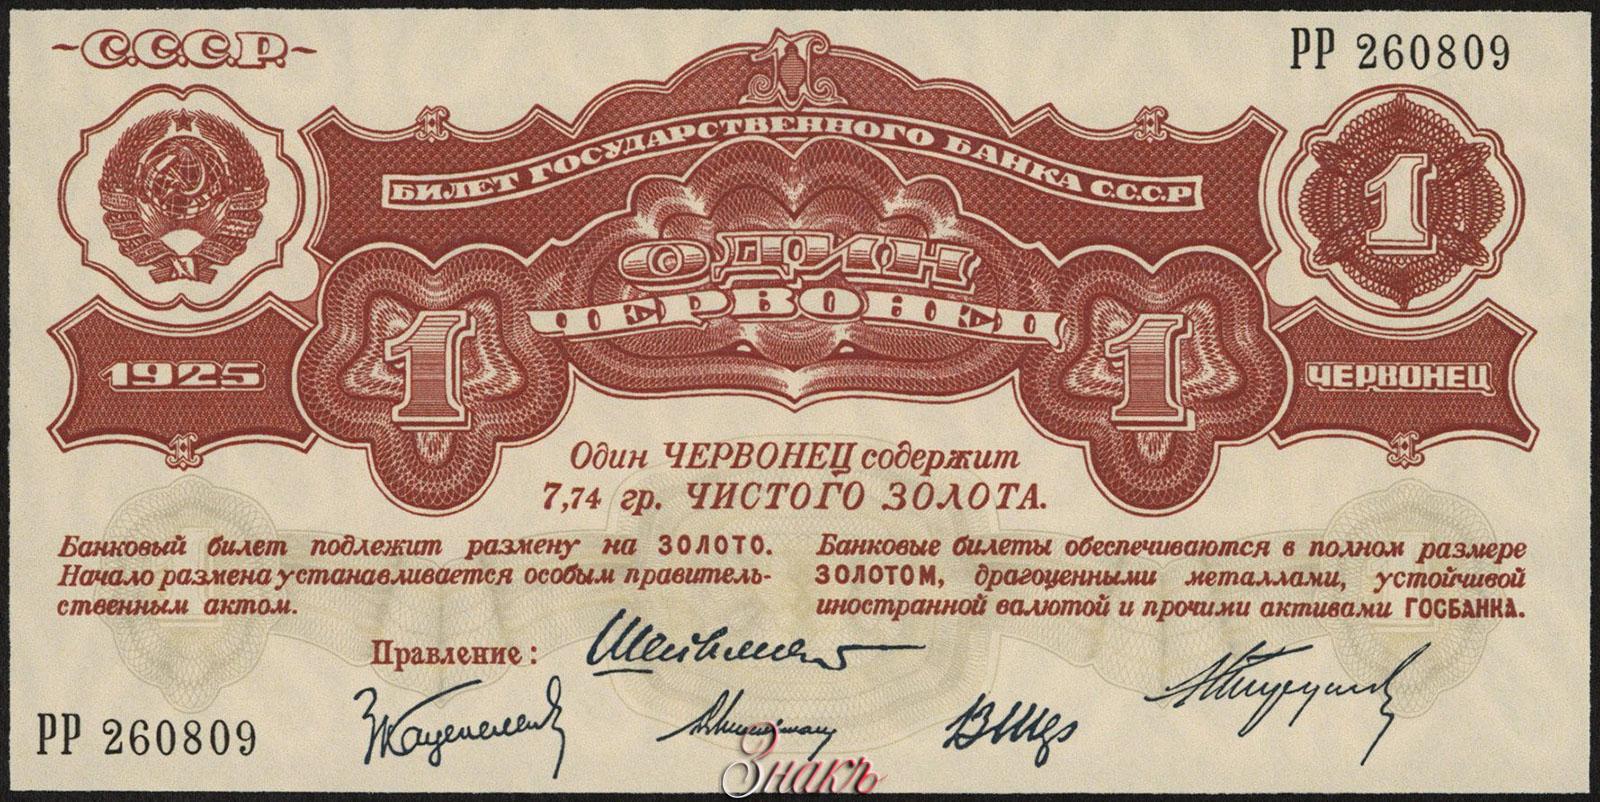 С.С.С.Р.
РР 260809
1
БИЛЕТ ГОСУДАРСТВЕННОГО БАНКА С.С.С.Р
1
ОДИН
ЧЕРВОНЕЦ
1925
1
1
ЧЕРВОНЕЦ
Один ЧЕРВОНЕЦ содержит
7,74 гр. ЧИСТОГО ЗОЛОТА.
Банковый билет подлежит размену на ЗОЛОТО.
Начало размена устанавливается особым правитель-
ственным актом.
Банковые билеты обеспечиваются в полном размере
ЗОЛОТОМ, драгоценными металлами, устойчивой
иностранной валютой и прочими активами ГОСБАНКА.
Правление:
РР 260809
Знакъ